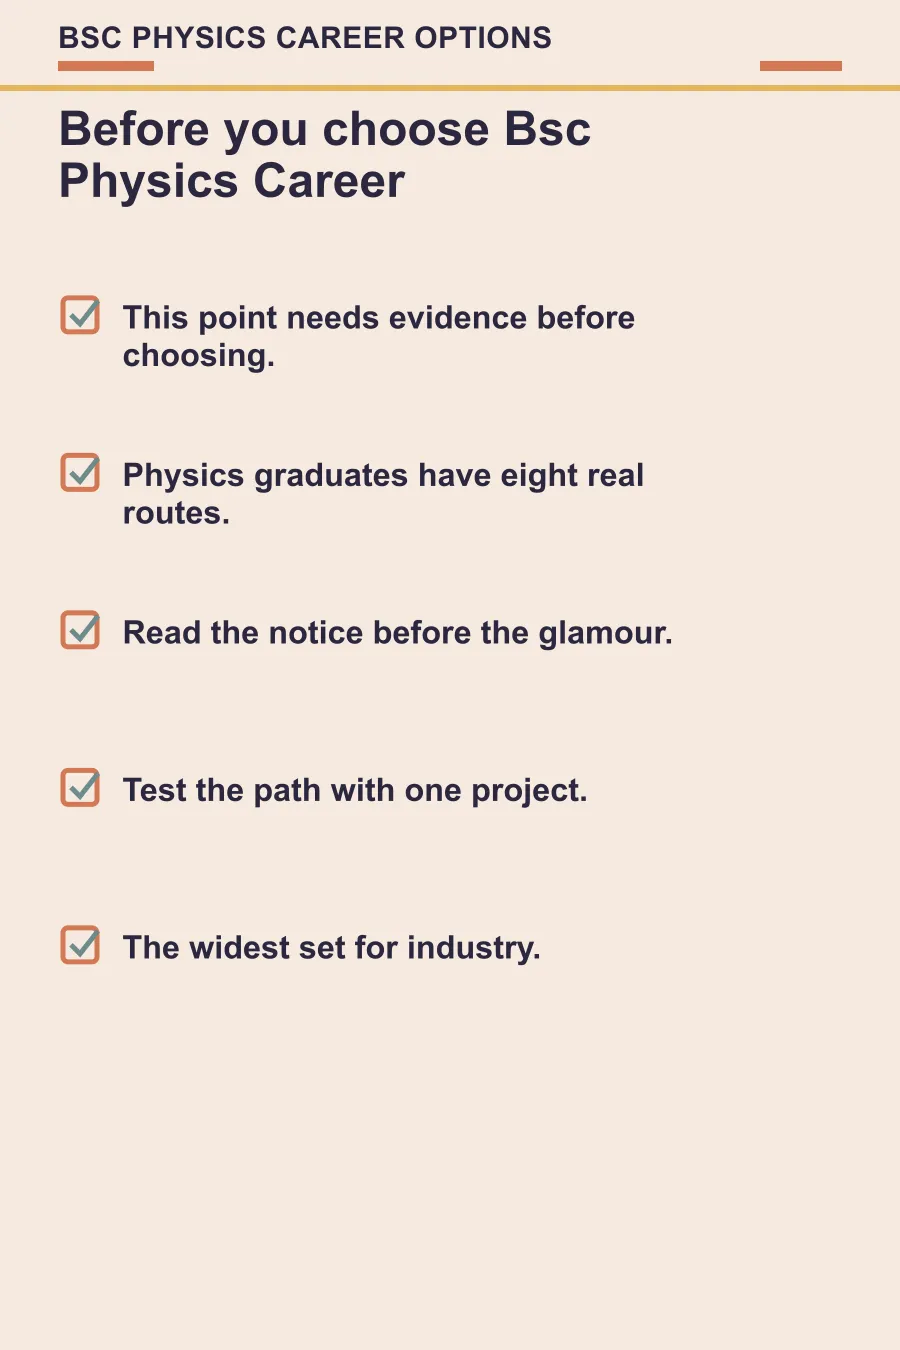 BSC PHYSICS CAREER OPTIONS
Before you choose Bsc
Physics Career
This point needs evidence before
choosing.
Physics graduates have eight real
routes.
Read the notice before the glamour.
Test the path with one project.
The widest set for industry.